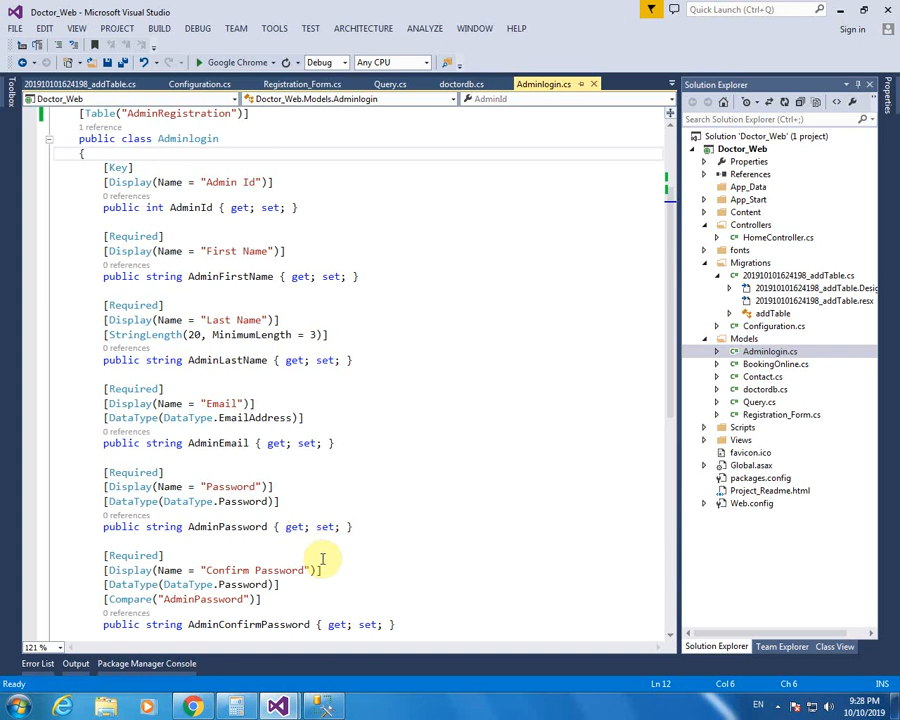 Doctor_Web - Microsoft Visual Studio
Quick Launch (Ctrl+Q)
FILE EDIT VIEW PROJECT BUILD DEBUG TEAM TOOLS TEST ARCHITECTURE ANALYZE WINDOW HELP
Sign in
Google Chrome Debug Any CPU
Toolbox
201910101624198_addTable.cs Configuration.cs Registration_Form.cs Query.cs doctordb.cs Adminlogin.cs
Doctor_Web Doctor_Web.Models.Adminlogin AdminId
[Table("AdminRegistration")]
1 reference
public class Adminlogin
{
[Key]
[Display(Name = "Admin Id")]
0 references
public int AdminId { get; set; }
[Required]
[Display(Name = "First Name")]
0 references
public string AdminFirstName { get; set; }
[Required]
[Display(Name = "Last Name")]
[StringLength(20, MinimumLength = 3)]
0 references
public string AdminLastName { get; set; }
[Required]
[Display(Name = "Email")]
[DataType(DataType.EmailAddress)]
0 references
public string AdminEmail { get; set; }
[Required]
[Display(Name = "Password")]
[DataType(DataType.Password)]
0 references
public string AdminPassword { get; set; }
[Required]
[Display(Name = "Confirm Password")]
[DataType(DataType.Password)]
[Compare("AdminPassword")]
0 references
public string AdminConfirmPassword { get; set; }
121 %
Solution Explorer
Search Solution Explorer (Ctrl+;)
Solution 'Doctor_Web' (1 project)
Doctor_Web
Properties
References
App_Data
App_Start
Content
Controllers
HomeController.cs
fonts
Migrations
201910101624198_addTable.cs
201910101624198_addTable.Desig
201910101624198_addTable.resx
addTable
Configuration.cs
Models
Adminlogin.cs
BookingOnline.cs
Contact.cs
doctordb.cs
Query.cs
Registration_Form.cs
Scripts
Views
favicon.ico
Global.asax
packages.config
Project_Readme.html
Web.config
Solution Explorer Team Explorer Class View
Properties
Error List Output Package Manager Console
Ready Ln 12 Col 6 Ch 6 INS
EN 9:28 PM
10/10/2019